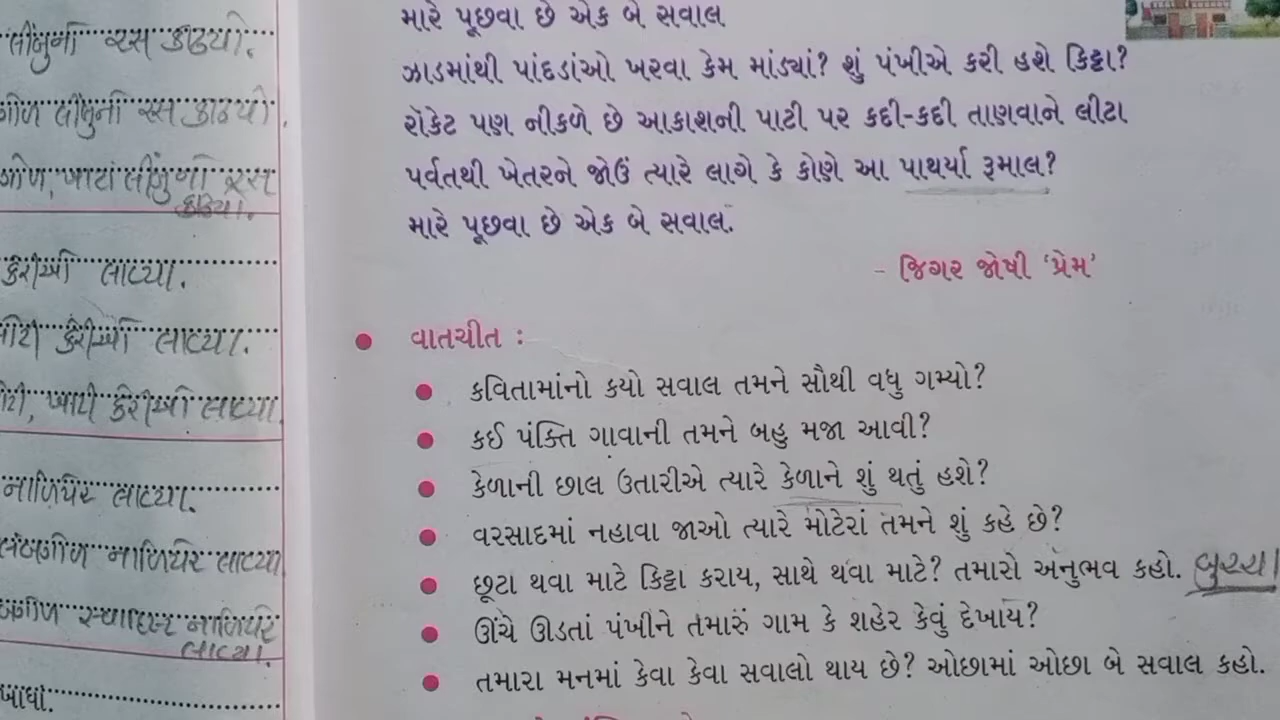 લીંબુનો રસ કાઢ્યો.
ગોળ લીંબુનો રસ કાઢ્યો.
ગોળ, ખાટાં લીંબુનો રસ
કાઢ્યો.
કેરીઓ લાવ્યા.
કેરીઓ લાવ્યા.
ખાટી કેરીઓ લાવ્યા
નાળિયેર લાવ્યા.
લંબગોળ નાળિયેર લાવ્યા
નાળિયેર
લાવ્યા.
ખાધા.
મારે પૂછવા છે એક બે સવાલ
ઝાડમાંથી પાંદડાંઓ ખરવા કેમ માંડ્યાં? શું પંખીએ કરી હશે કિટ્ટા?
રૉકેટ પણ નીકળે છે આકાશની પાટી પર કદી-કદી તાણવાને લીટા
પર્વતથી ખેતરને જોઉં ત્યારે લાગે કે કોણે આ પાથર્યા રૂમાલ?
મારે પૂછવા છે એક બે સવાલ.
- જિગર જોષી ‘પ્રેમ’
• વાતચીત :
• કવિતામાંનો કયો સવાલ તમને સૌથી વધુ ગમ્યો?
• કઈ પંક્તિ ગાવાની તમને બહુ મજા આવી?
• કેળાની છાલ ઉતારીએ ત્યારે કેળાને શું થતું હશે?
• વરસાદમાં નહાવા જાઓ ત્યારે મોટેરાં તમને શું કહે છે?
• છૂટા થવા માટે કિટ્ટા કરાય, સાથે થવા માટે? તમારો અનુભવ કહો. બુચ્ચા
• ઊંચે ઊડતાં પંખીને તમારું ગામ કે શહેર કેવું દેખાય?
• તમારા મનમાં કેવા કેવા સવાલો થાય છે? ઓછામાં ઓછા બે સવાલ કહો.